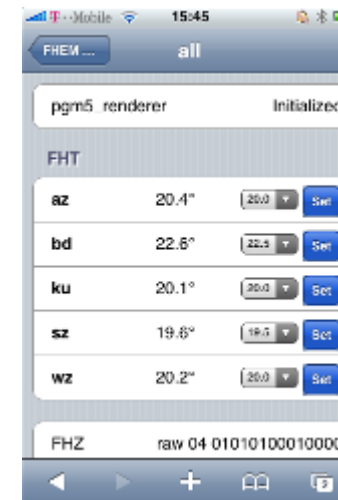 T··Mobile 15:45
FHEM ... all
pgm5_renderer Initialized
FHT
az 20.4° 20.0 Set
bd 22.6° 22.5 Set
ku 20.1° 20.0 Set
sz 19.6° 19.5 Set
wz 20.2° 20.0 Set
FHZ raw 04 01010100010000